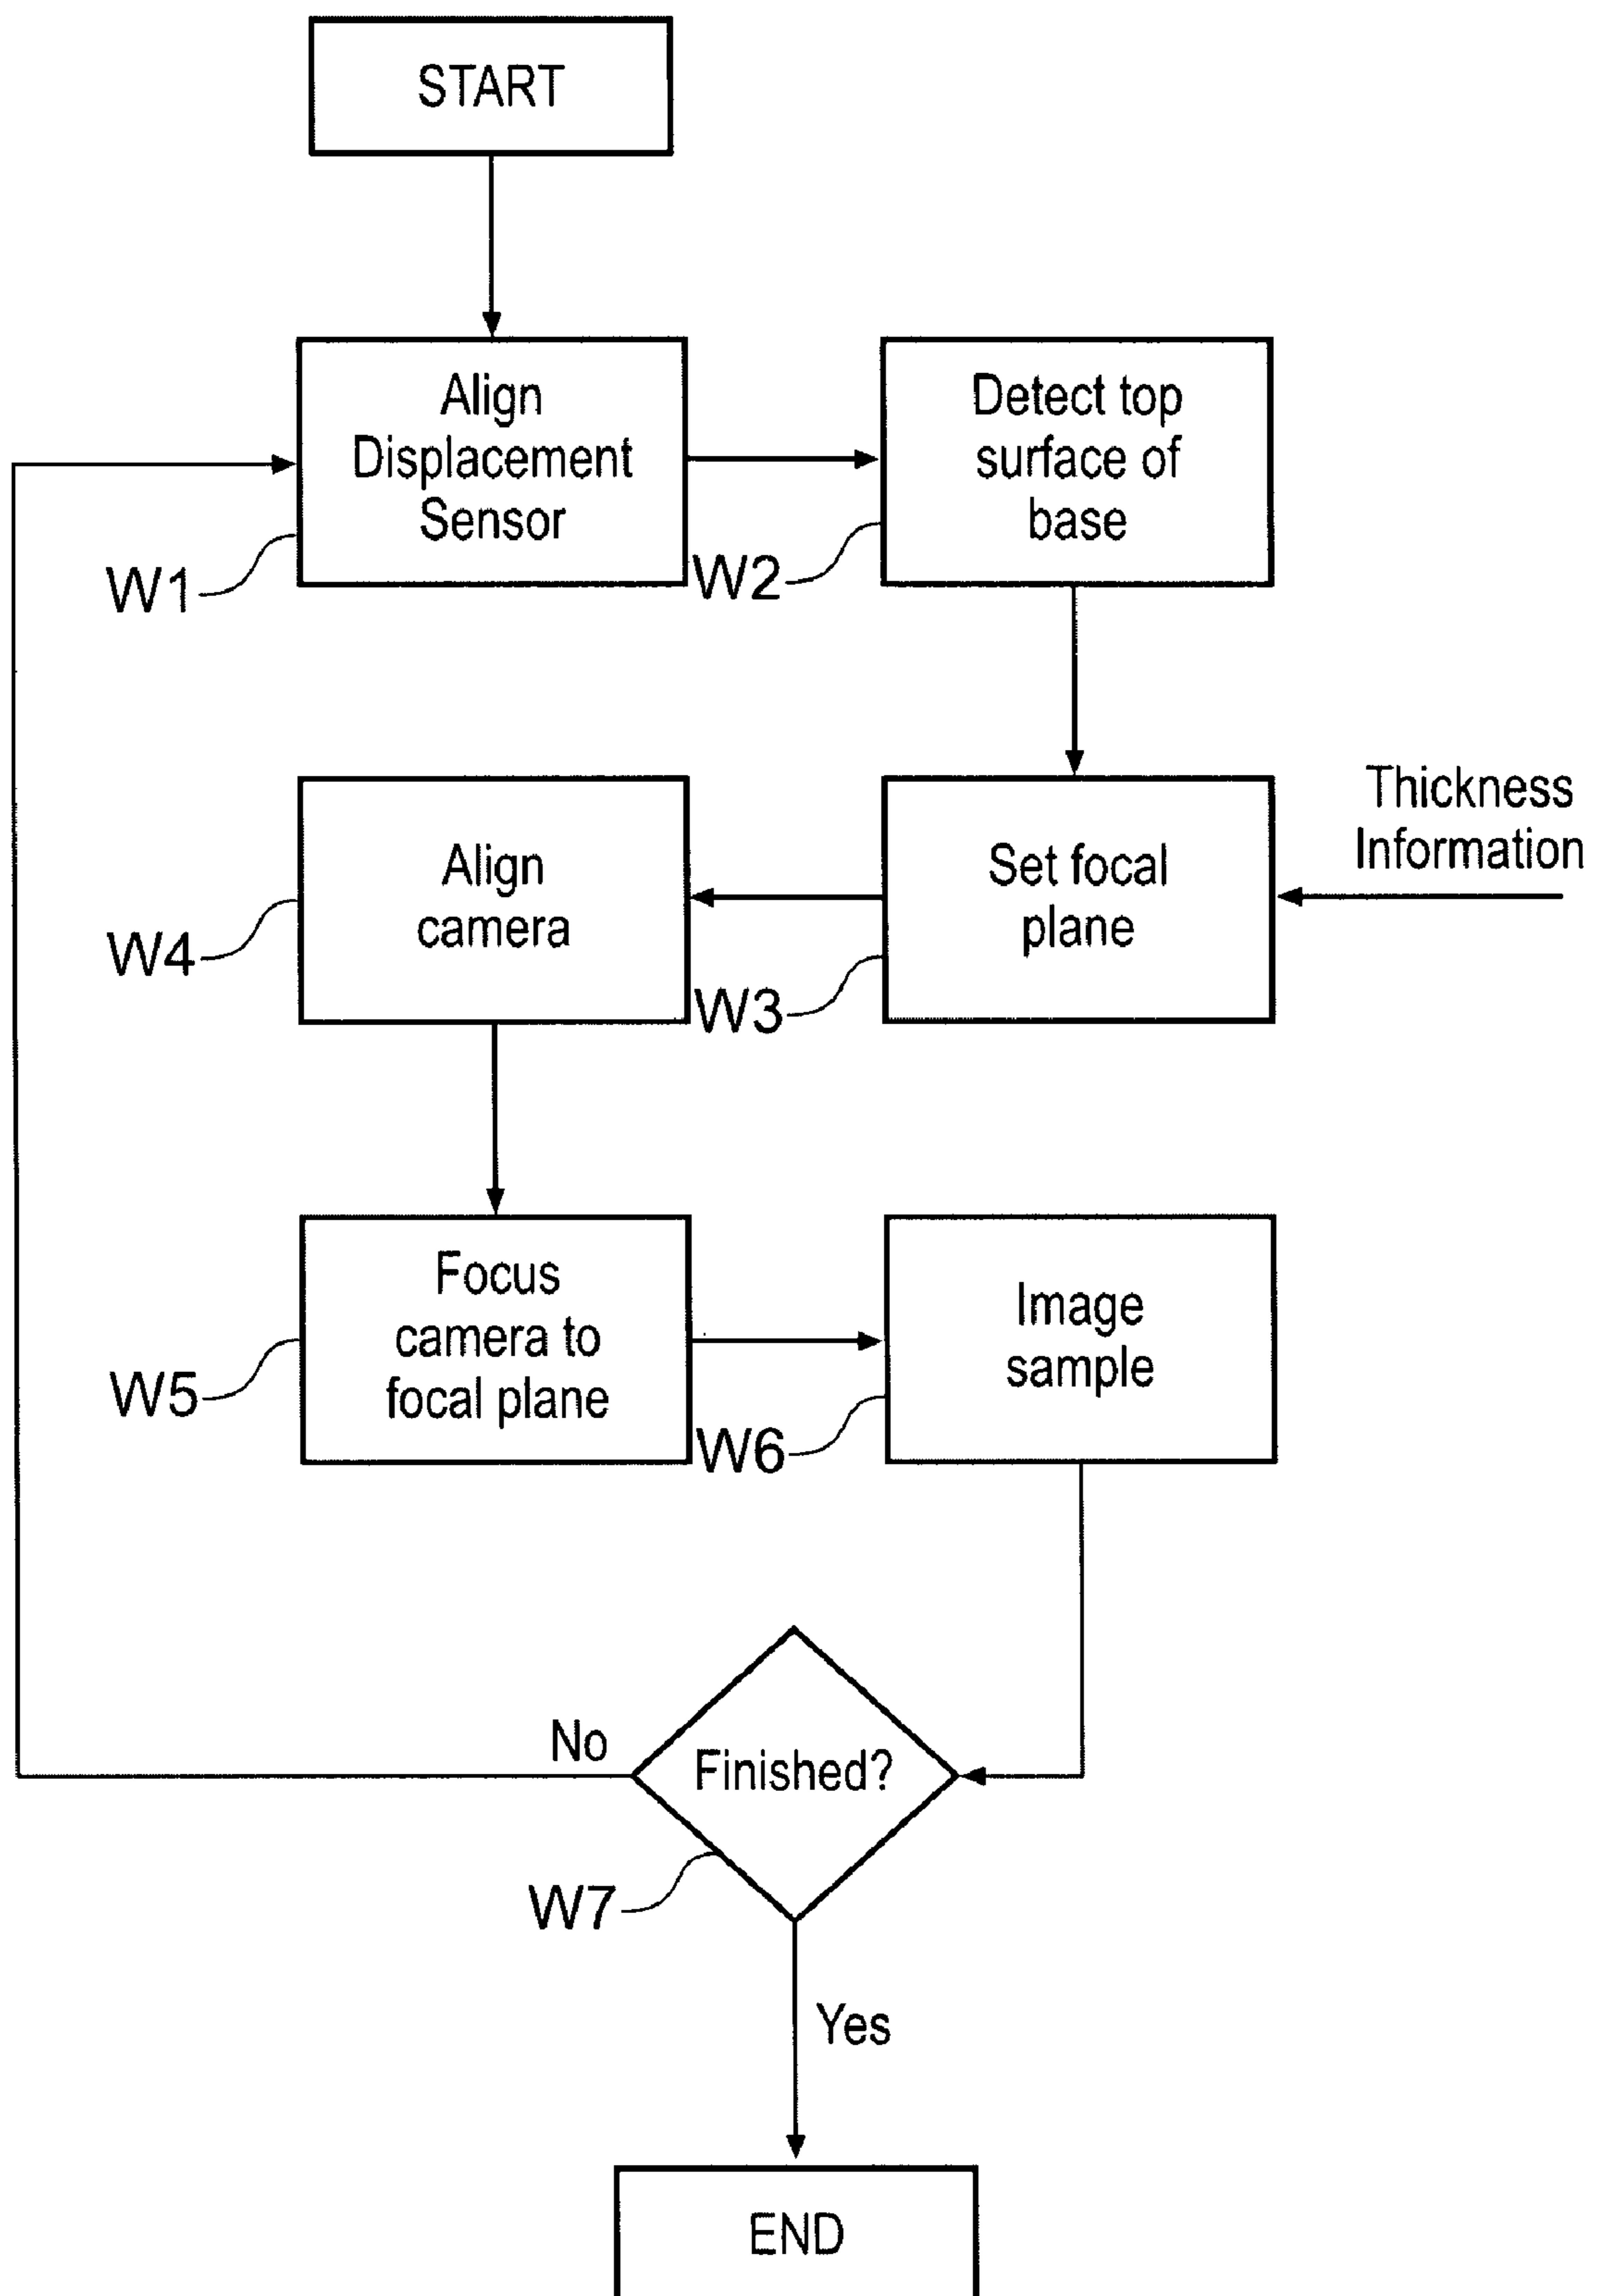 START
Align
Displacement
Sensor
W1
Detect top
surface of
base
W2
Thickness
Information
Set focal
plane
W3
Align
camera
W4
Focus
camera to
focal plane
W5
Image
sample
W6
No
Finished?
W7
Yes
END